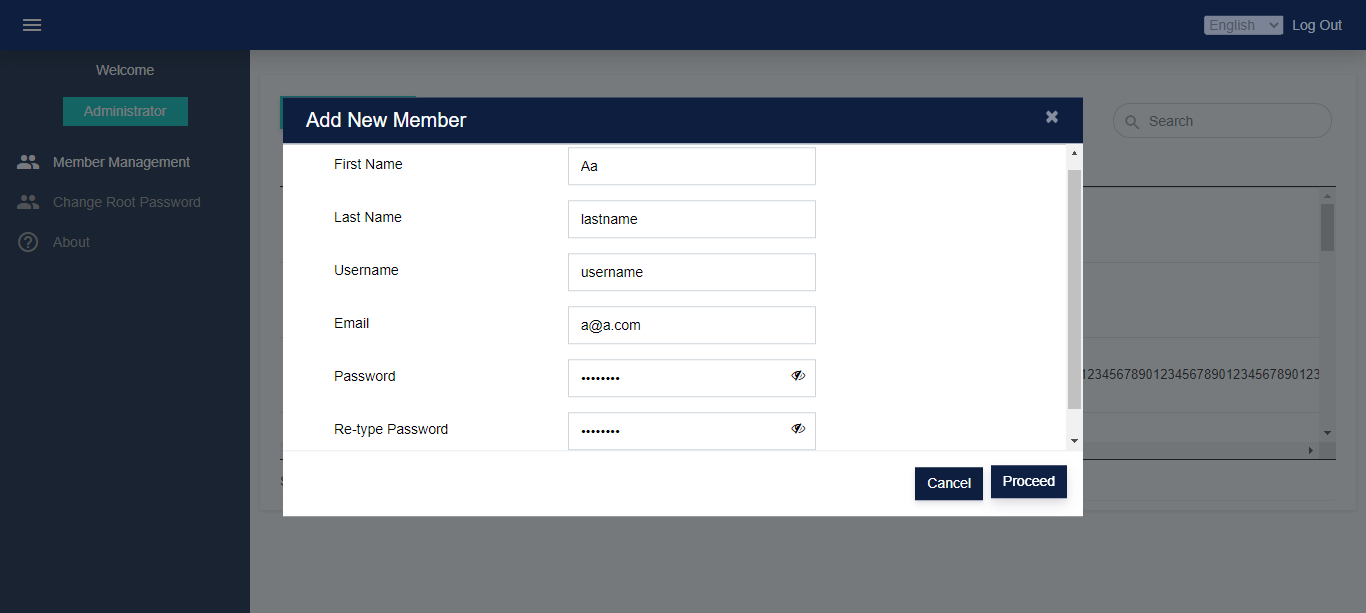 English
Log Out
Welcome
Administrator
Member Management
Change Root Password
About
Search
Add New Member
First Name
Aa
Last Name
lastname
Username
username
Email
a@a.com
Password
••••••••
Re-type Password
••••••••
12345678901234567890123
Cancel
Proceed